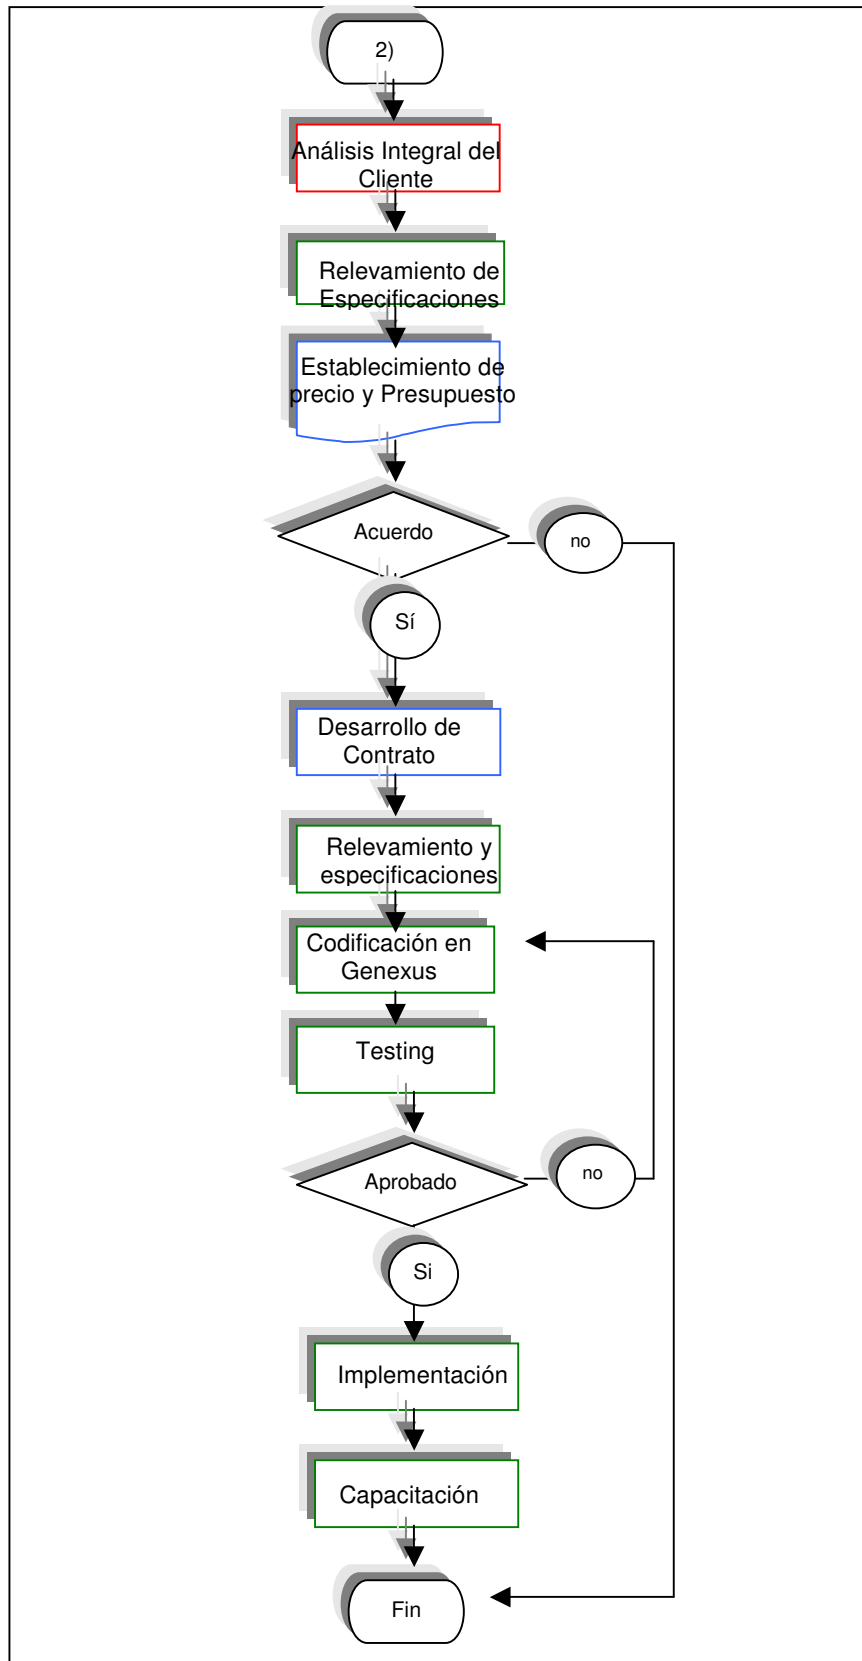 2)
Análisis Integral del
Cliente
Relevamiento de
Especificaciones
Establecimiento de
precio y Presupuesto
Acuerdo
no
Sí
Desarrollo de
Contrato
Relevamiento y
especificaciones
Codificación en
Genexus
Testing
Aprobado
no
Si
Implementación
Capacitación
Fin